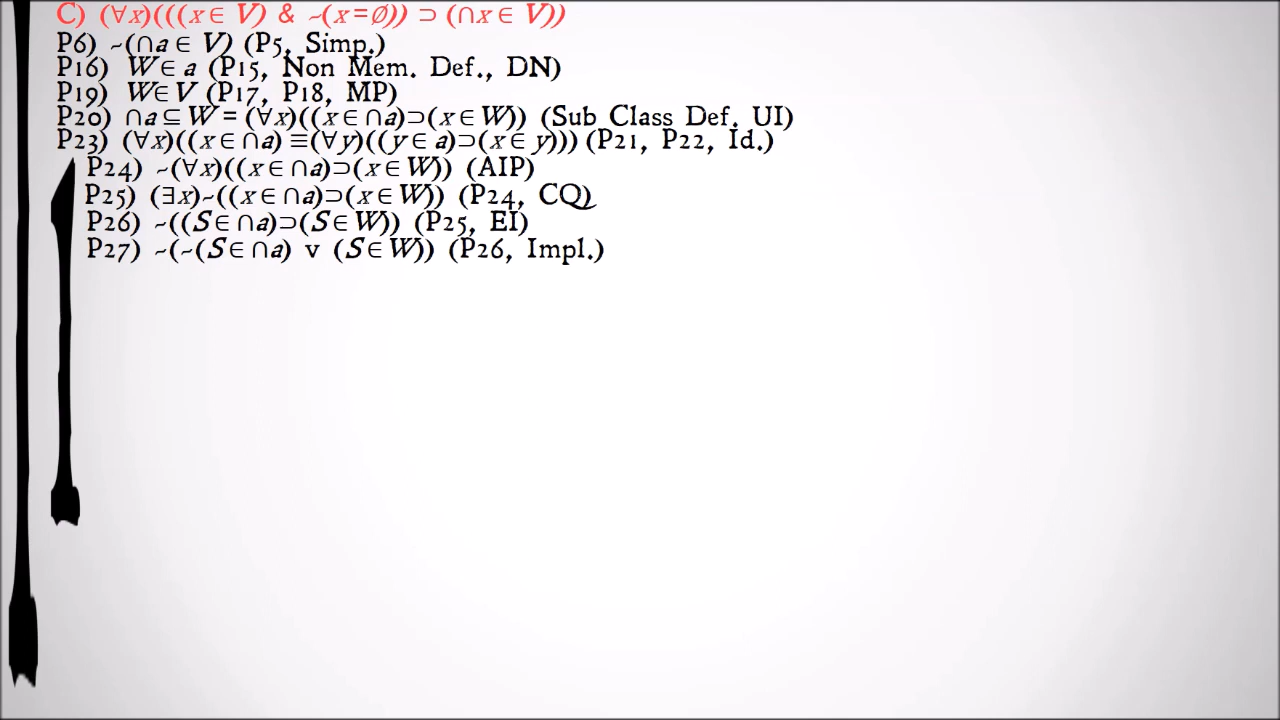 C) (∀x)(((x∈ V) & ~(x=∅)) ⊃ (∩x∈ V))
P6) ~(∩a∈ V) (P5, Simp.)
P16) W∈a (P15, Non Mem. Def., DN)
P19) W∈V (P17, P18, MP)
P20) ∩a⊆W = (∀x)((x∈∩a)⊃(x∈W)) (Sub Class Def. UI)
P23) (∀x)((x∈∩a) ≡(∀y)((y∈a)⊃(x∈y))) (P21, P22, Id.)
P24) ~(∀x)((x∈∩a)⊃(x∈W)) (AIP)
P25) (∃x)~((x∈∩a)⊃(x∈W)) (P24, CQ)
P26) ~((S∈∩a)⊃(S∈W)) (P25, EI)
P27) ~(~(S∈∩a) v (S∈W)) (P26, Impl.)